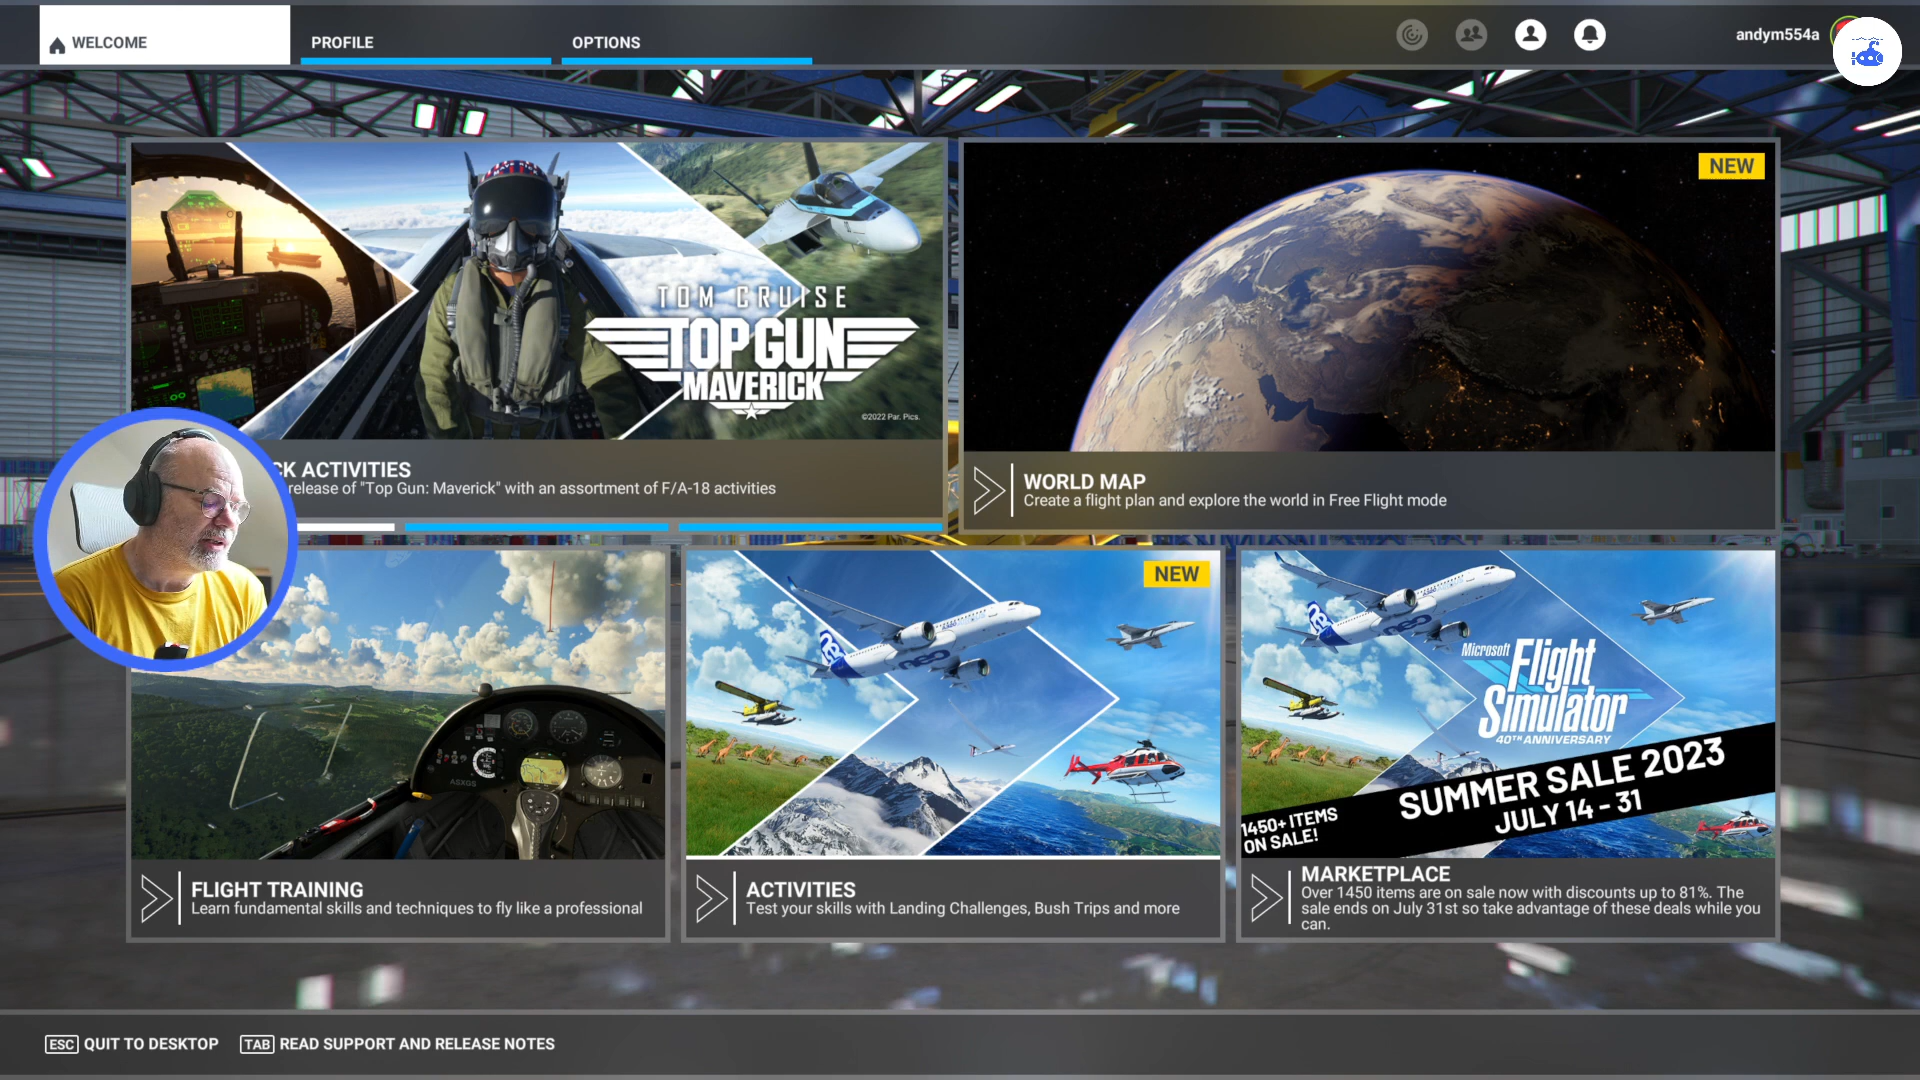 WELCOME
PROFILE
OPTIONS
andym554a
TOM CRUISE
TOP GUN
MAVERICK
©2022 Par. Pics.
CK ACTIVITIES
release of "Top Gun: Maverick" with an assortment of F/A-18 activities
NEW
WORLD MAP
Create a flight plan and explore the world in Free Flight mode
ASXGS
FLIGHT TRAINING
Learn fundamental skills and techniques to fly like a professional
NEW
neo
ACTIVITIES
Test your skills with Landing Challenges, Bush Trips and more
neo
Microsoft
Flight
Simulator
40TH ANNIVERSARY
1450+ ITEMS
ON SALE!
SUMMER SALE 2023
JULY 14 - 31
MARKETPLACE
Over 1450 items are on sale now with discounts up to 81%. The
sale ends on July 31st so take advantage of these deals while you
can.
ESC QUIT TO DESKTOP
TAB READ SUPPORT AND RELEASE NOTES